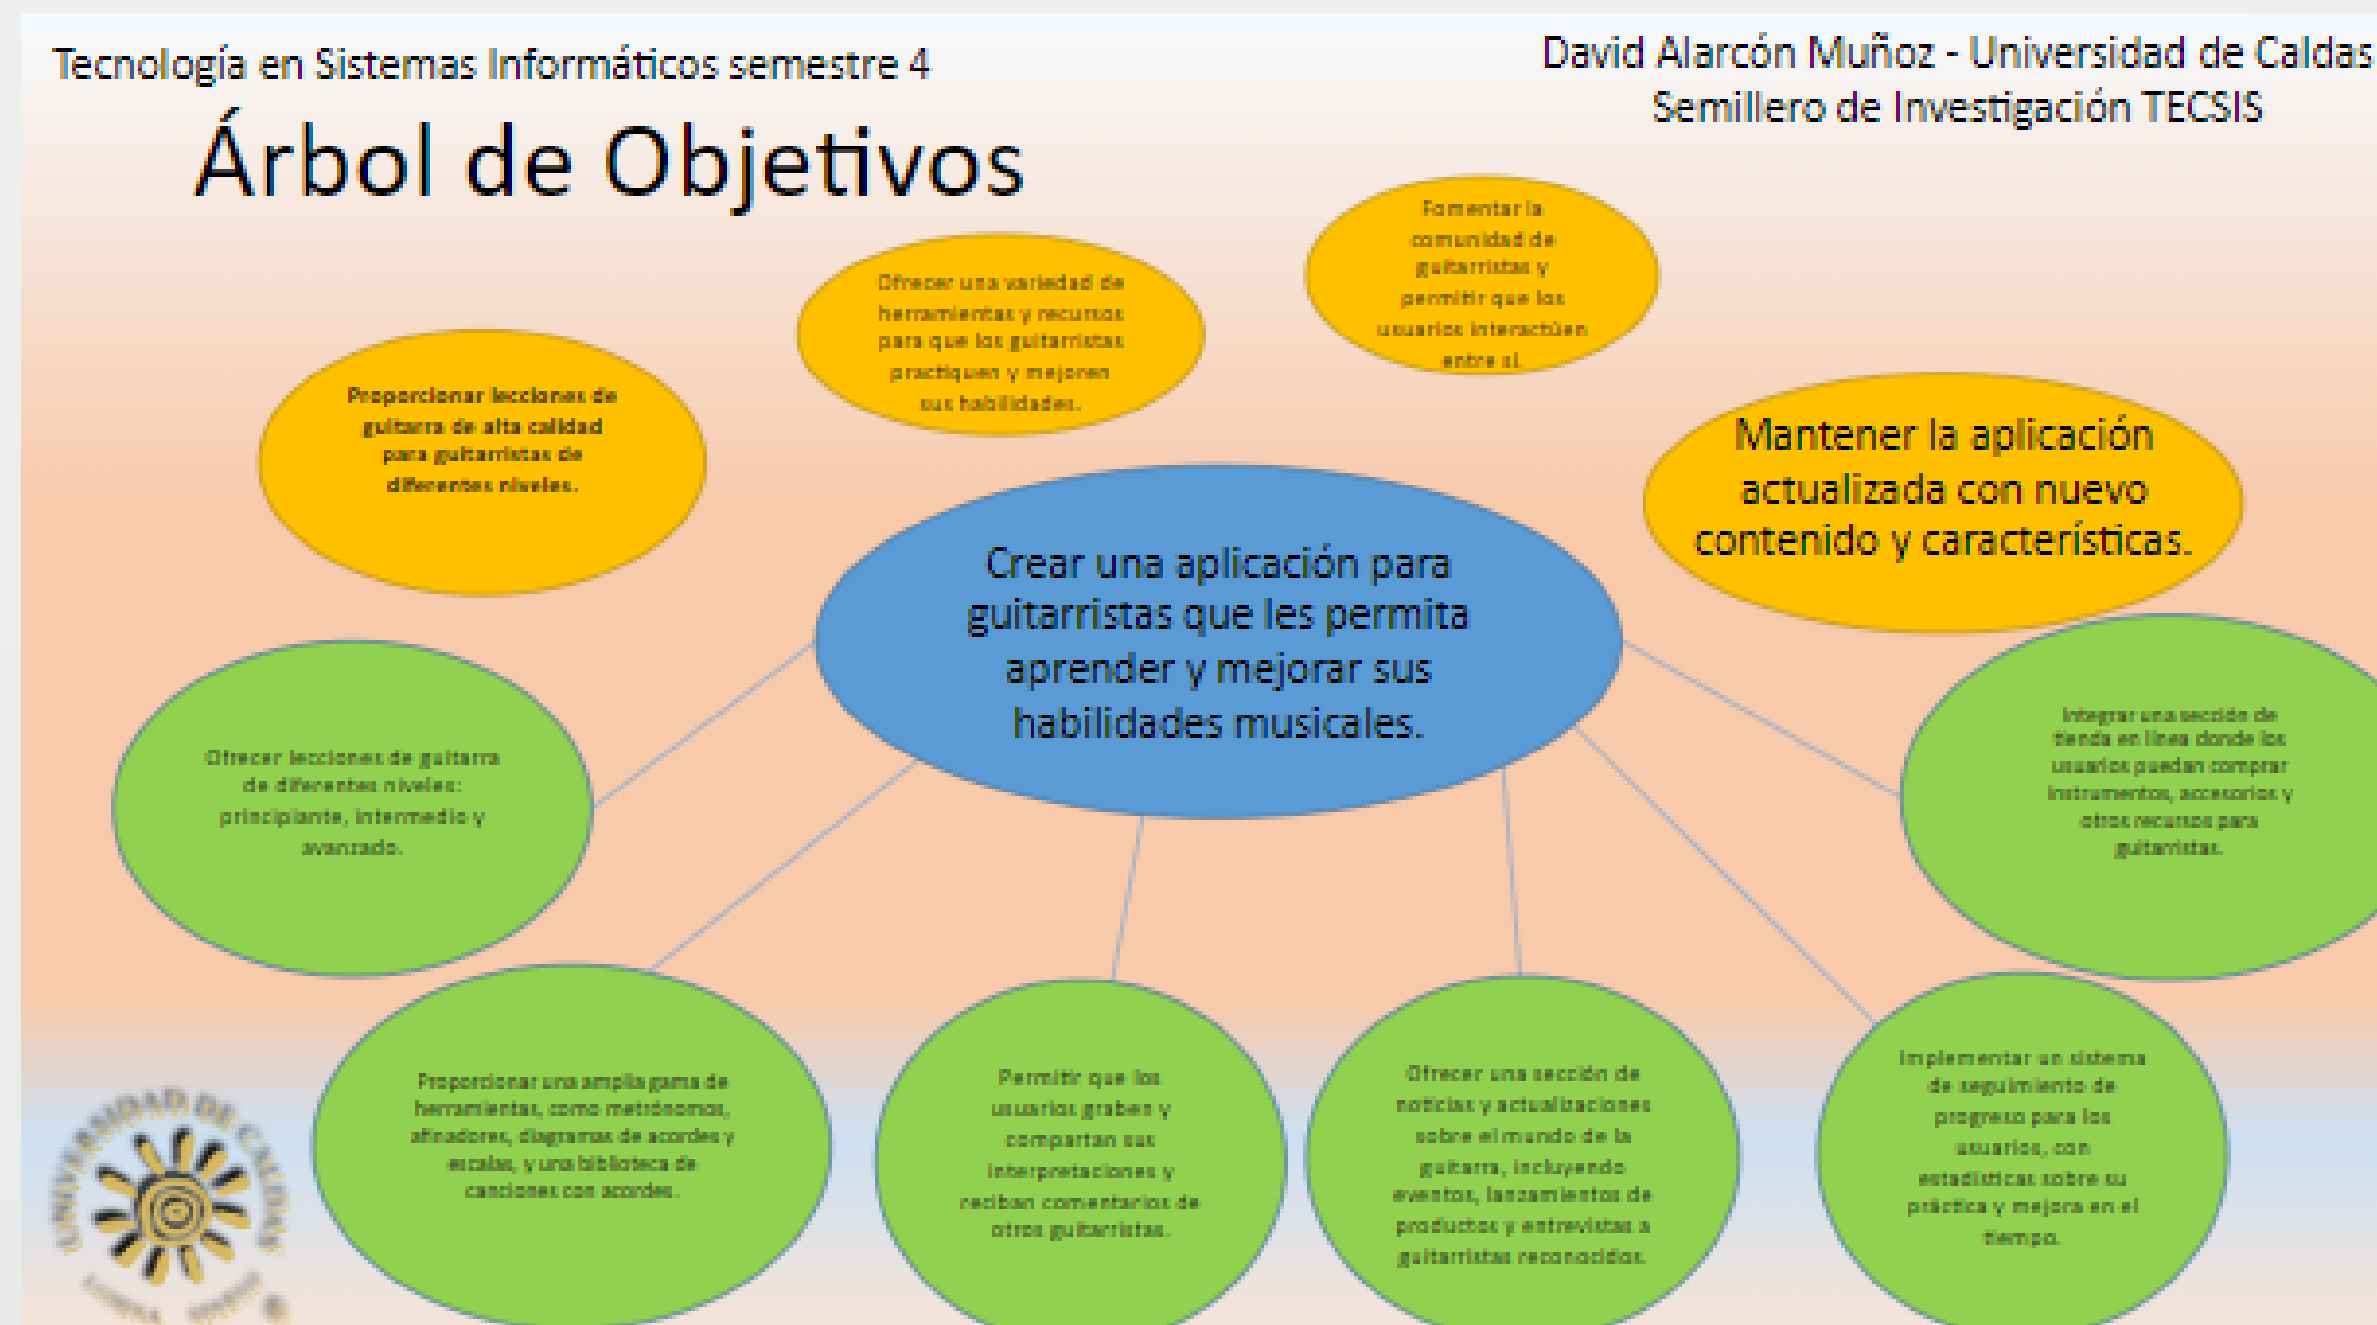 Tecnología en Sistemas Informáticos semestre 4
David Alarcón Muñoz - Universidad de Caldas
Semillero de Investigación TECSIS
Árbol de Objetivos
Fomentar la
comunidad de
guitarristas y
permitir que los
usuarios interactúen
entre sí.
Ofrecer una variedad de
herramientas y recursos
para que los guitarristas
practiquen y mejoren
sus habilidades.
Proporcionar lecciones de
guitarra de alta calidad
para guitarristas de
diferentes niveles.
Mantener la aplicación
actualizada con nuevo
contenido y características.
Crear una aplicación para
guitarristas que les permita
aprender y mejorar sus
habilidades musicales.
Ofrecer lecciones de guitarra
de diferentes niveles:
principiante, intermedio y
avanzado.
Integrar una sección de
tienda en línea donde los
usuarios puedan comprar
instrumentos, accesorios y
otros recursos para
guitarristas.
Proporcionar una amplia gama de
herramientas, como metrónomos,
afinadores, diagramas de acordes y
escalas, y una biblioteca de
canciones con acordes.
Permitir que los
usuarios graben y
compartan sus
interpretaciones y
reciban comentarios de
otros guitarristas.
Ofrecer una sección de
noticias y actualizaciones
sobre el mundo de la
guitarra, incluyendo
eventos, lanzamientos de
productos y entrevistas a
guitarristas reconocidos.
Implementar un sistema
de seguimiento de
progreso para los
usuarios, con
estadísticas sobre su
práctica y mejora en el
tiempo.
UNIVERSIDAD DE CALDAS